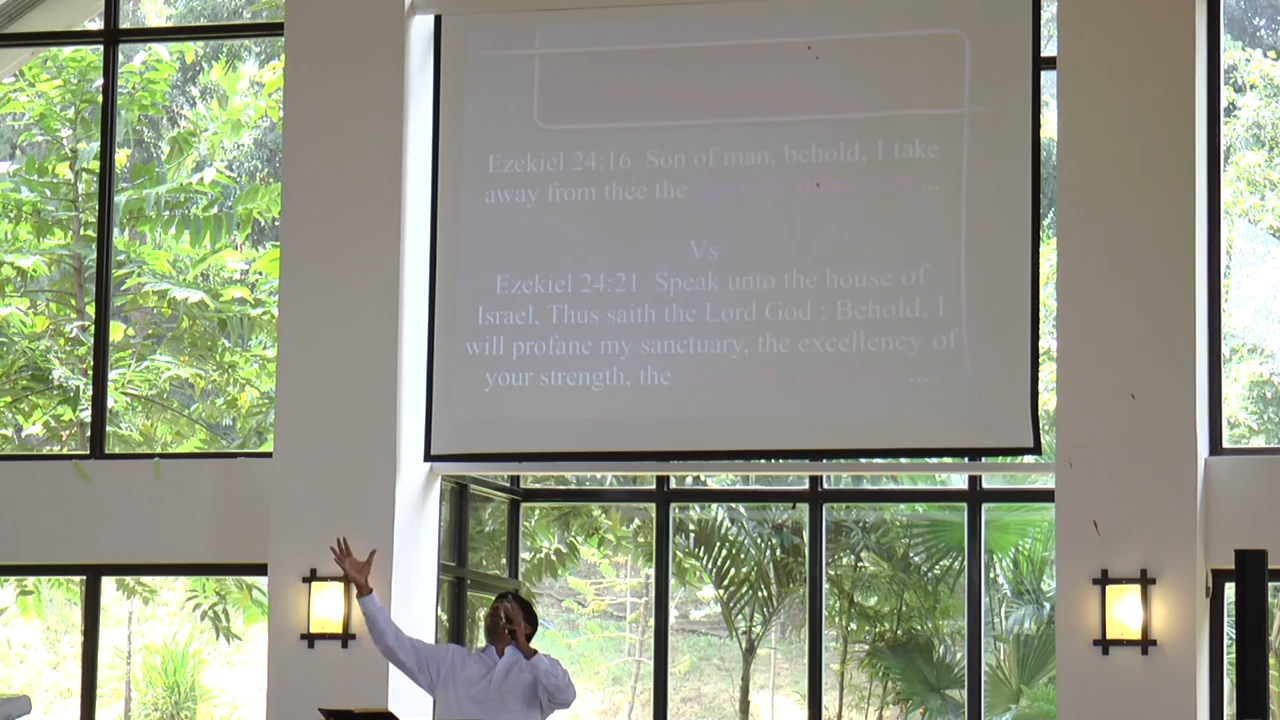 Ezekiel 24:16 Son of man, behold, I take
away from thee the ...
Vs
Ezekiel 24:21 Speak unto the house of
Israel, Thus saith the Lord God ; Behold, I
will profane my sanctuary, the excellency of
your strength, the ...